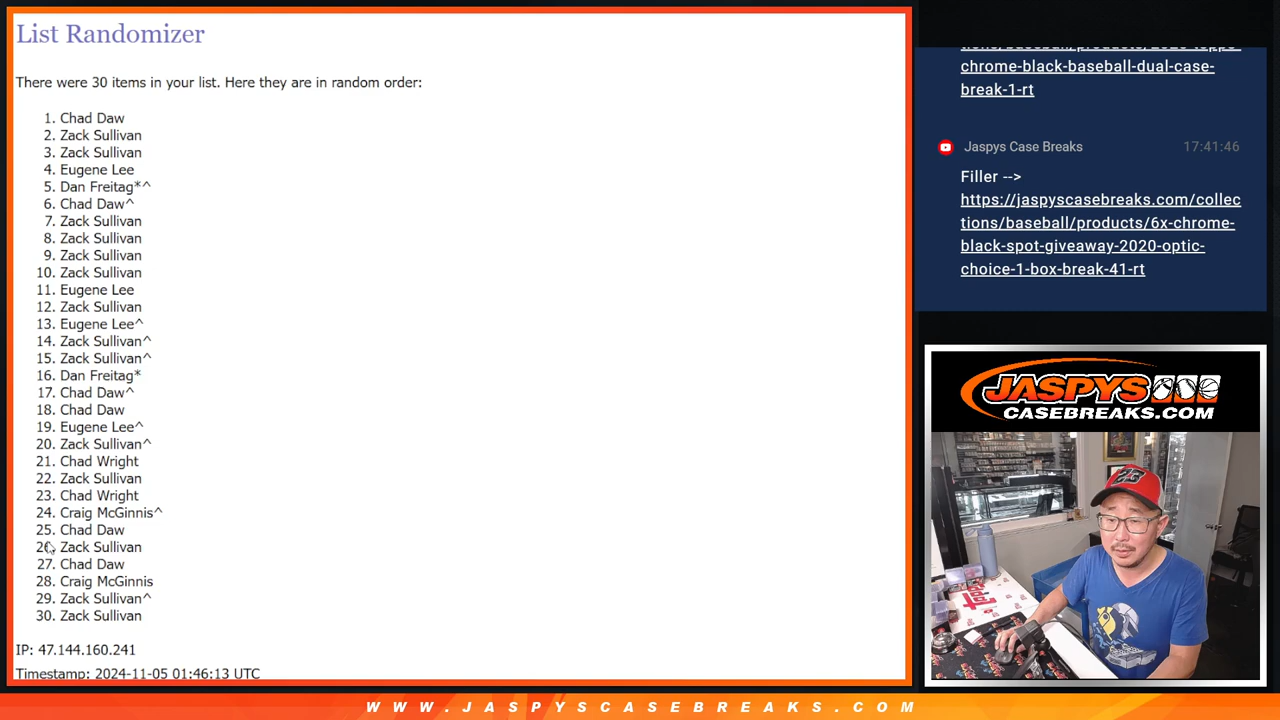 List Randomizer
There were 30 items in your list. Here they are in random order:
1. Chad Daw
2. Zack Sullivan
3. Zack Sullivan
4. Eugene Lee
5. Dan Freitag*^
6. Chad Daw^
7. Zack Sullivan
8. Zack Sullivan
9. Zack Sullivan
10. Zack Sullivan
11. Eugene Lee
12. Zack Sullivan
13. Eugene Lee^
14. Zack Sullivan^
15. Zack Sullivan^
16. Dan Freitag*
17. Chad Daw^
18. Chad Daw
19. Eugene Lee^
20. Zack Sullivan^
21. Chad Wright
22. Zack Sullivan
23. Chad Wright
24. Craig McGinnis^
25. Chad Daw
26. Zack Sullivan
27. Chad Daw
28. Craig McGinnis
29. Zack Sullivan^
30. Zack Sullivan
IP: 47.144.160.241
Timestamp: 2024-11-05 01:46:13 UTC
chrome-black-baseball-dual-case-
break-1-rt
Jaspys Case Breaks 17:41:46
Filler -->
https://jaspyscasebreaks.com/collec
tions/baseball/products/6x-chrome-
black-spot-giveaway-2020-optic-
choice-1-box-break-41-rt
JASPYS
CASEBREAKS.COM
23
WWW.JASPYSCASEBREAKS.COM